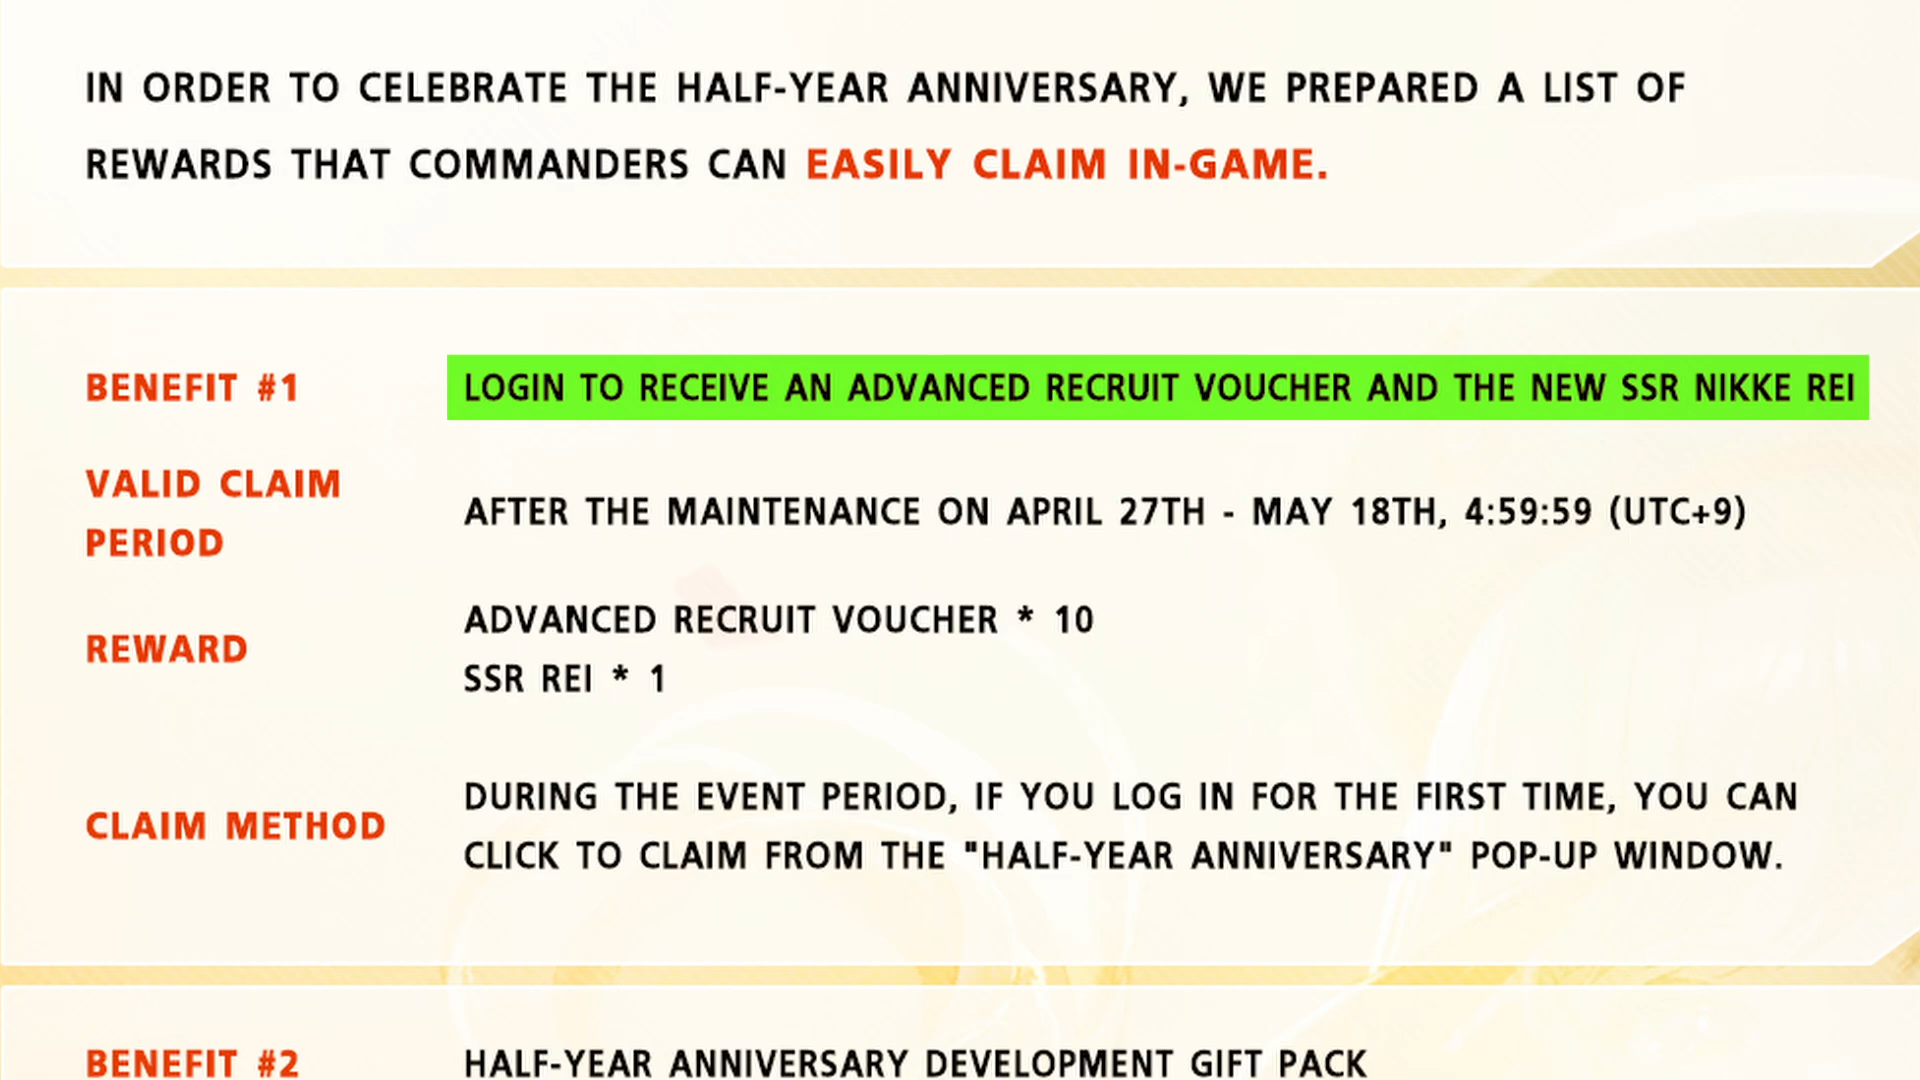 IN ORDER TO CELEBRATE THE HALF-YEAR ANNIVERSARY, WE PREPARED A LIST OF
REWARDS THAT COMMANDERS CAN EASILY CLAIM IN-GAME.
BENEFIT #1 LOGIN TO RECEIVE AN ADVANCED RECRUIT VOUCHER AND THE NEW SSR NIKKE REI
VALID CLAIM
PERIOD
AFTER THE MAINTENANCE ON APRIL 27TH - MAY 18TH, 4:59:59 (UTC+9)
REWARD
ADVANCED RECRUIT VOUCHER * 10
SSR REI * 1
CLAIM METHOD
DURING THE EVENT PERIOD, IF YOU LOG IN FOR THE FIRST TIME, YOU CAN
CLICK TO CLAIM FROM THE "HALF-YEAR ANNIVERSARY" POP-UP WINDOW.
BENEFIT #2 HALF-YEAR ANNIVERSARY DEVELOPMENT GIFT PACK